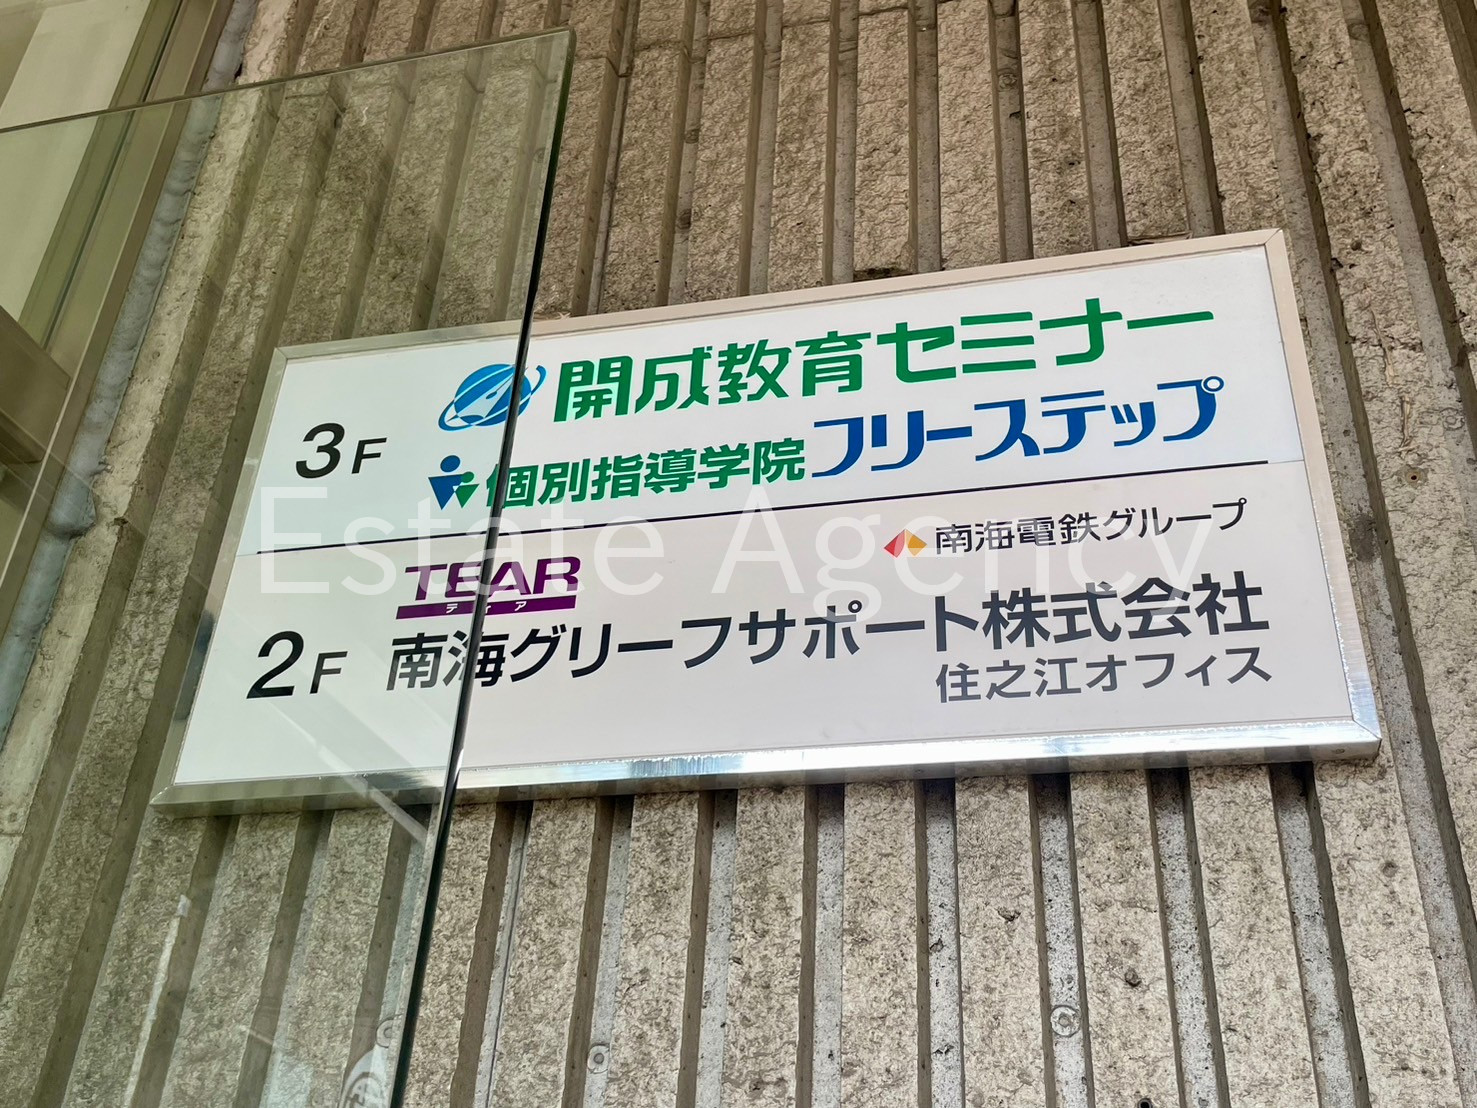 3F
開成教育セミナー
個別指導学院フリーステップ
2F
TEAR
ティア
南海電鉄グループ
南海グリーフサポート株式会社
住之江オフィス
Estate Agency